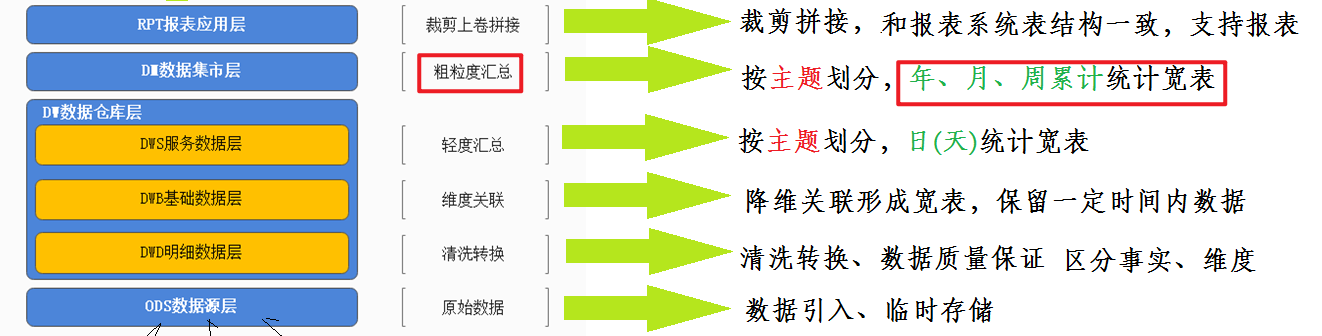 RPT报表应用层 裁剪上卷拼接 裁剪拼接，和报表系统表结构一致，支持报表
DM数据集市层 粗粒度汇总 按主题划分，年、月、周累计统计宽表
DW数据仓库层
DWS服务数据层 轻度汇总 按主题划分，日(天)统计宽表
DWB基础数据层 维度关联 降维关联形成宽表，保留一定时间内数据
DWD明细数据层 清洗转换 清洗转换、数据质量保证 区分事实、维度
ODS数据源层 原始数据 数据引入、临时存储